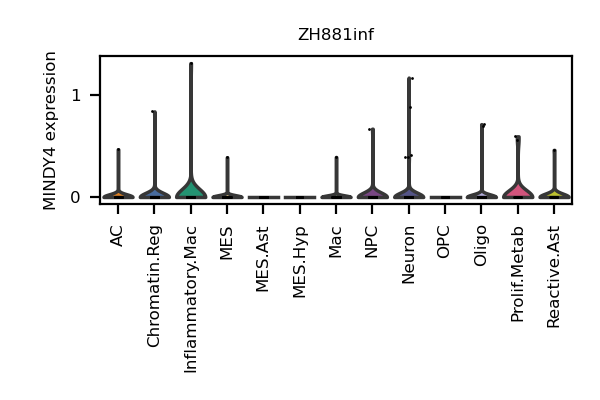 ZH881inf
MINDY4 expression
1
0
AC
Chromatin.Reg
Inflammatory.Mac
MES
MES.Ast
MES.Hyp
Mac
NPC
Neuron
OPC
Oligo
Prolif.Metab
Reactive.Ast